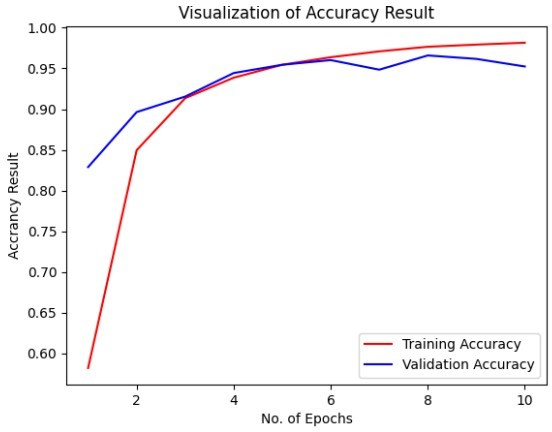 Visualization of Accuracy Result
1.00
0.95
0.90
0.85
0.80
0.75
0.70
0.65
0.60
Accrancy Result
Training Accuracy
Validation Accuracy
2
4
6
8
10
No. of Epochs